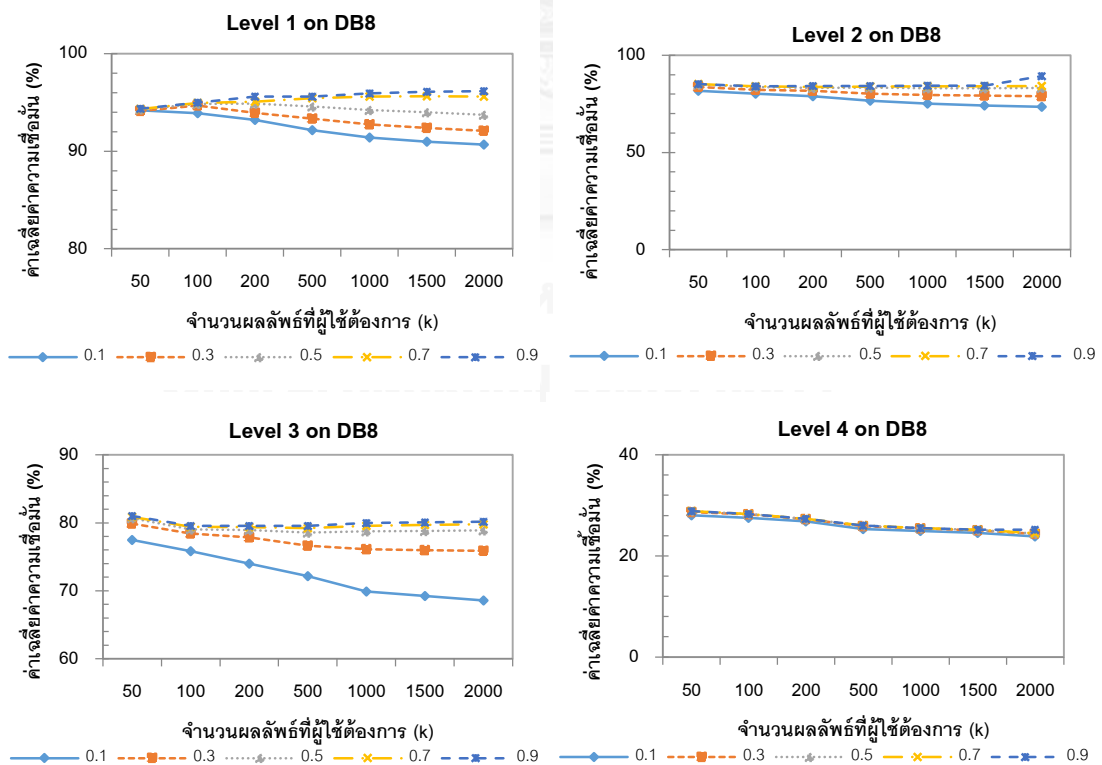 Level 1 on DB8
ค่าเฉลี่ยค่าความเชื่อมั่น (%)
100
90
80
50 100 200 500 1000 1500 2000
จำนวนผลลัพธ์ที่ผู้ใช้ต้องการ (k)
0.1 0.3 0.5 0.7 0.9
Level 2 on DB8
ค่าเฉลี่ยค่าความเชื่อมั่น (%)
100
50
0
50 100 200 500 1000 1500 2000
จำนวนผลลัพธ์ที่ผู้ใช้ต้องการ (k)
0.1 0.3 0.5 0.7 0.9
Level 3 on DB8
ค่าเฉลี่ยค่าความเชื่อมั่น (%)
90
80
70
60
50 100 200 500 1000 1500 2000
จำนวนผลลัพธ์ที่ผู้ใช้ต้องการ (k)
0.1 0.3 0.5 0.7 0.9
Level 4 on DB8
ค่าเฉลี่ยค่าความเชื่อมั่น (%)
40
20
0
50 100 200 500 1000 1500 2000
จำนวนผลลัพธ์ที่ผู้ใช้ต้องการ (k)
0.1 0.3 0.5 0.7 0.9